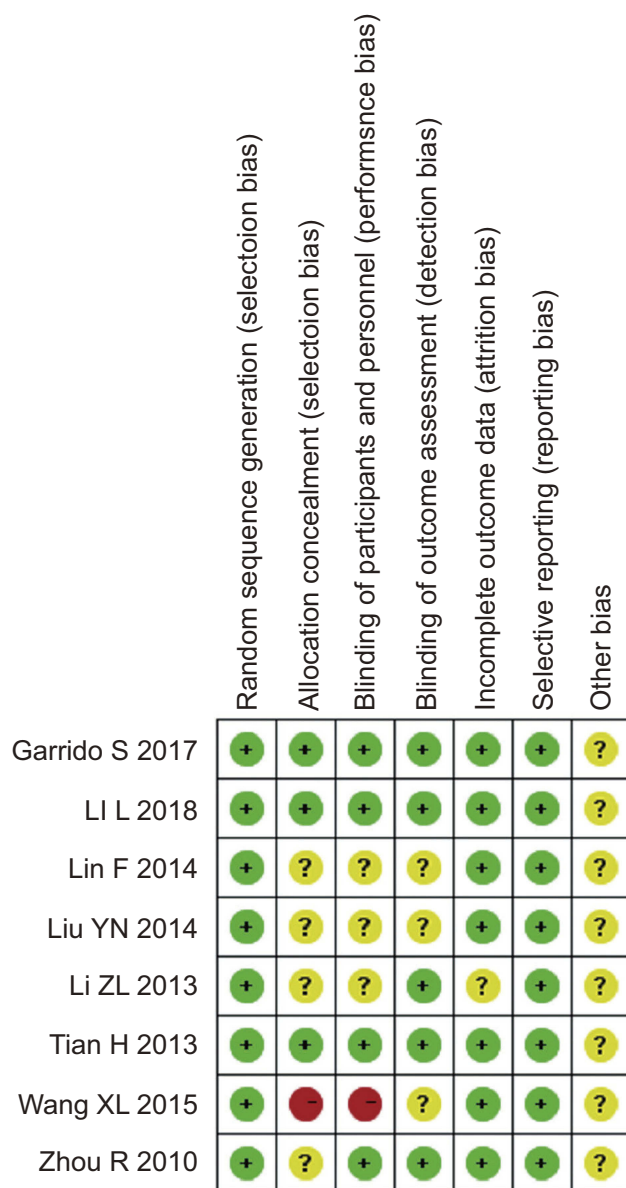 Random sequence generation (selectoion bias)
Allocation concealment (selectoion bias)
Blinding of participants and personnel (performsnce bias)
Blinding of outcome assessment (detection bias)
Incomplete outcome data (attrition bias)
Selective reporting (reporting bias)
Other bias
Garrido S 2017 + + + + + + ?
LI L 2018 + + + + + + ?
Lin F 2014 + ? ? ? + + ?
Liu YN 2014 + ? ? ? + + ?
Li ZL 2013 + ? ? + ? + ?
Tian H 2013 + + + + + + ?
Wang XL 2015 + - - ? + + ?
Zhou R 2010 + ? + + + + ?